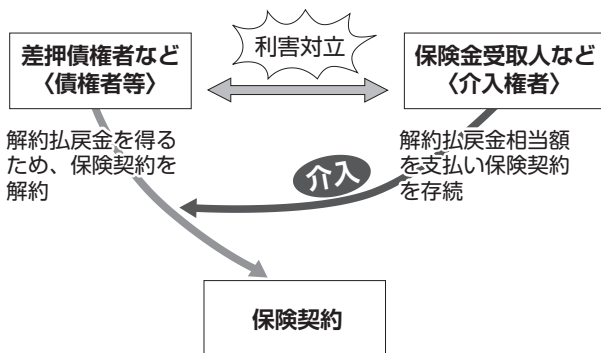 利害対立
差押債権者など
〈債権者等〉
保険金受取人など
〈介入権者〉
解約払戻金を得る
ため、保険契約を
解約
解約払戻金相当額
を支払い保険契約
を存続
介入
保険契約